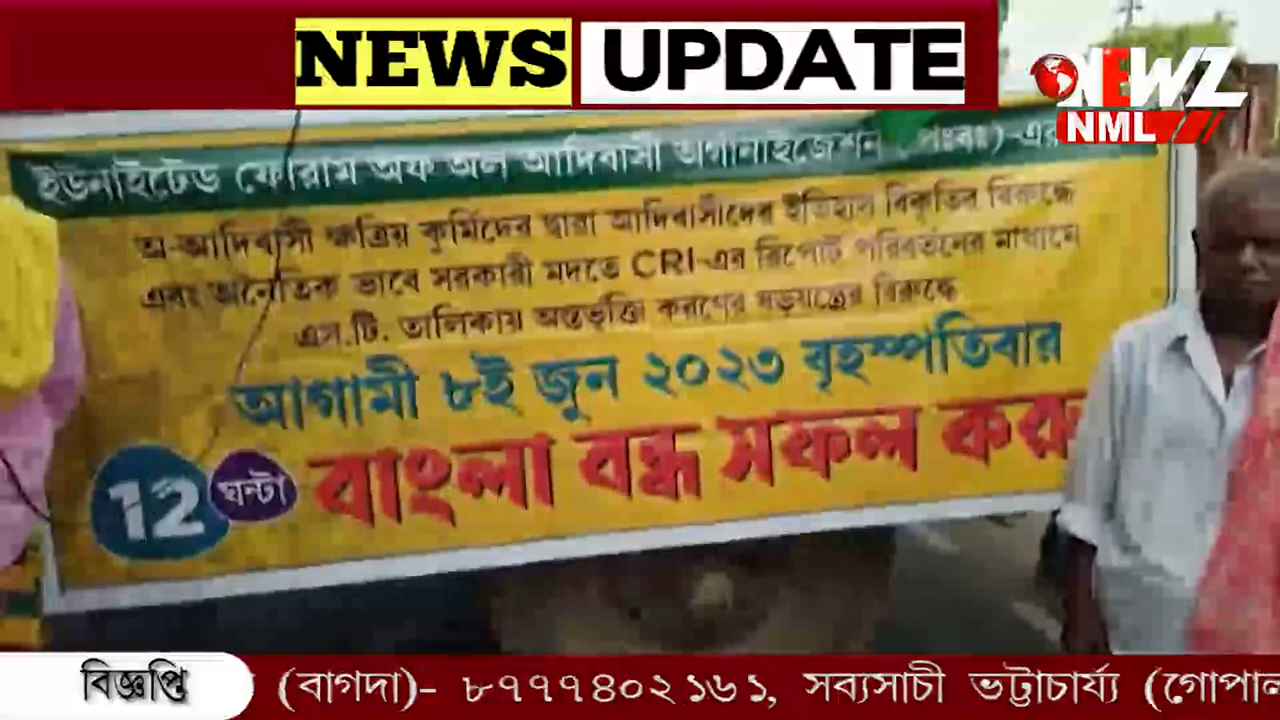 NEWS UPDATE
NEWZ
NML
ইউনাইটেড ফোরাম অফ অল আদিবাসী অর্গানাইজেশন (পঃবঃ)-এর
অ-আদিবাসী ক্ষত্রিয় কুর্মিদের দ্বারা আদিবাসীদের ইতিহাস বিকৃতির বিরুদ্ধে
এবং অনৈতিক ভাবে সরকারী মদতে CRI-এর রিপোর্ট পরিবর্তনের মাধ্যমে
এস.টি. তালিকায় অন্তর্ভূক্তি করণের ষড়যন্ত্রের বিরুদ্ধে
আগামী ৮ই জুন ২০২৩ বৃহস্পতিবার
12 ঘন্টা বাংলা বন্ধ সফল করু
বিজ্ঞপ্তি (বাগদা)- ৮৭৭৭৪০২১৬১, সব্যসাচী ভট্টাচার্য্য (গোপাল